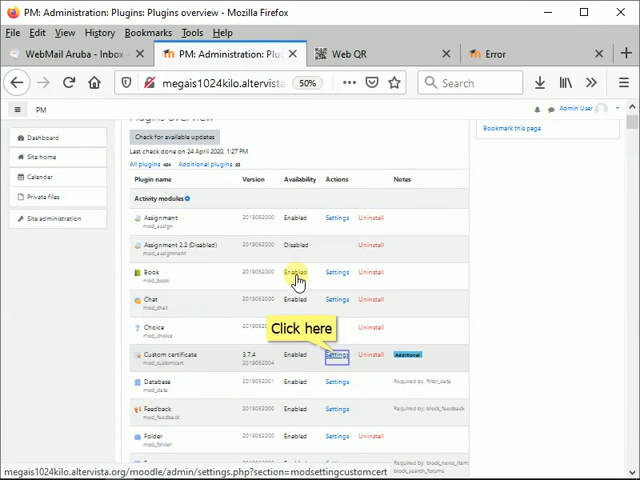 PM: Administration: Plugins: Plugins overview - Mozilla Firefox
File Edit View History Bookmarks Tools Help
WebMail Aruba - Inbox -
PM: Administration: Plu
Web QR
Error
megais1024kilo.altervista.
50%
Search
PM
Admin User
Dashboard
Site home
Calendar
Private files
Site administration
Plugins overview
Check for available updates
Last check done on 24 April 2020, 1:27 PM
All plugins 424 Additional plugins 22
Bookmark this page
Plugin name Version Availability Actions Notes
Activity modules
Assignment 2019052000 Enabled Settings Uninstall
mod_assign
Assignment 2.2 (Disabled) 2019052000 Disabled
mod_assignment
Book 2019052000 Enabled Settings Uninstall
mod_book
Chat 2019052000 Enabled Settings Uninstall
mod_chat
Choice 2019052000 Uninstall
mod_choice
Click here
Custom certificate 3.7.4 Enabled Settings Uninstall Additional
mod_customcert 2019052004
Database 2019052001 Enabled Settings Required by: filter_data
mod_data
Feedback 2019052000 Enabled Settings Required by: block_feedback
mod_feedback
Folder 2019052000 Enabled Settings Uninstall
mod_folder
Required by: block_news_items
block_search_forums
megais1024kilo.altervista.org/moodle/admin/settings.php?section=modsettingcustomcert